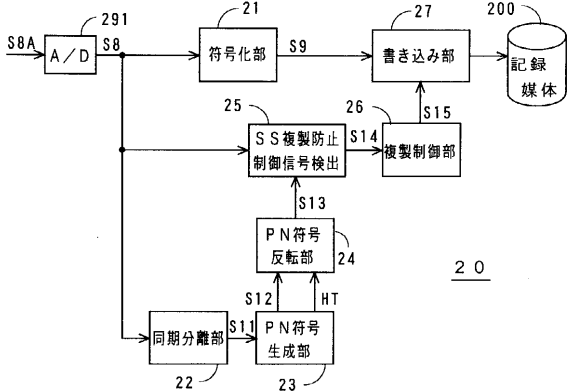 291
21
27
200
S8A
A/D
S8
符号化部
S9
書き込み部
記録
媒体
25
26
S15
SS複製防止
制御信号検出
S14
複製制御部
S13
PN符号
反転部
24
20
S12
HT
同期分離部
S11
PN符号
生成部
22
23